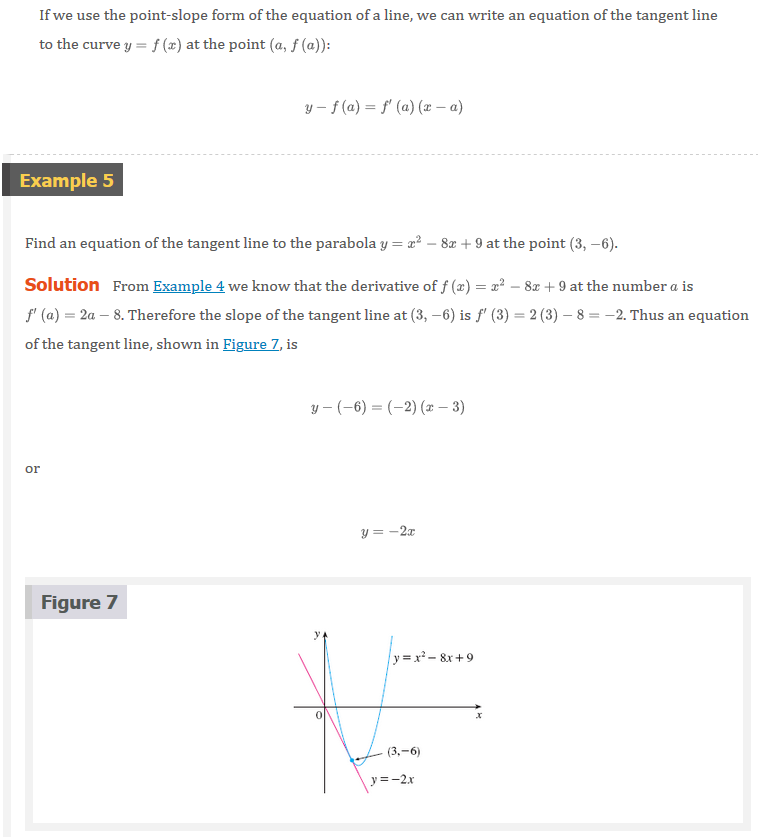 If we use the point-slope form of the equation of a line, we can write an equation of the tangent line
to the curve y = f (x) at the point (a, f (a)):
y − f (a) = f′ (a) (x − a)
Example 5
Find an equation of the tangent line to the parabola y = x² − 8x + 9 at the point (3, −6).
Solution From Example 4 we know that the derivative of f (x) = x² − 8x + 9 at the number a is
f′ (a) = 2a − 8. Therefore the slope of the tangent line at (3, −6) is f′ (3) = 2 (3) − 8 = −2. Thus an equation
of the tangent line, shown in Figure 7, is
y − (−6) = (−2) (x − 3)
or
y = −2x
Figure 7
y
y = x² − 8x + 9
0
x
(3,−6)
y = −2x